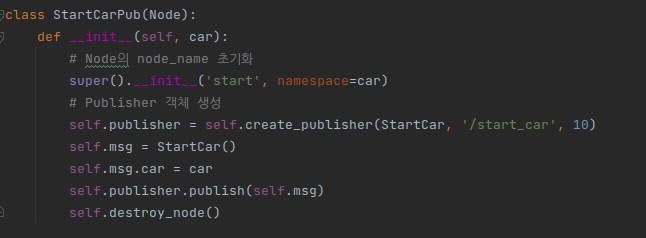 class StartCarPub(Node):
    def __init__(self, car):
        # Node의 node_name 초기화
        super().__init__('start', namespace=car)
        # Publisher 객체 생성
        self.publisher = self.create_publisher(StartCar, '/start_car', 10)
        self.msg = StartCar()
        self.msg.car = car
        self.publisher.publish(self.msg)
        self.destroy_node()